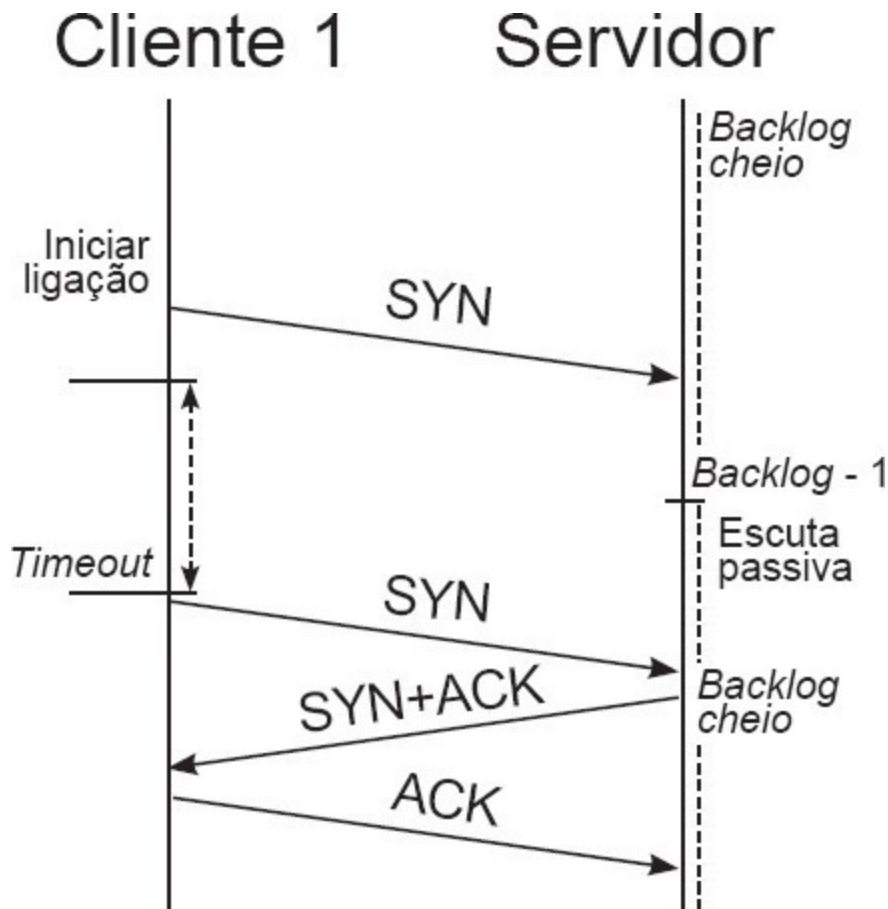 Cliente 1
Servidor
Backlog
cheio
Iniciar
ligação
SYN
Backlog - 1
Escuta
passiva
Timeout
SYN
SYN+ACK
Backlog
cheio
ACK